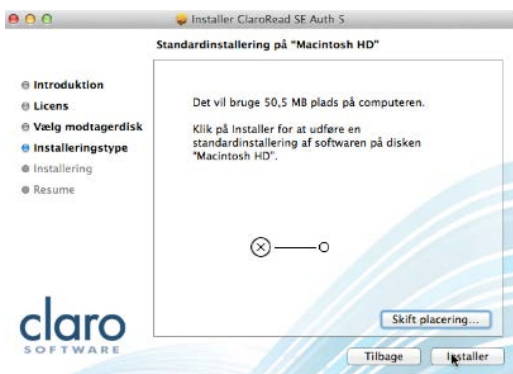 Installer ClaroRead SE Auth 5
Standardinstallering på "Macintosh HD"
Introduktion
Licens
Vælg modtagerdisk
Installeringstype
Installering
Resume
Det vil bruge 50,5 MB plads på computeren.
Klik på Installer for at udføre en
standardinstallering af softwaren på disken
"Macintosh HD".
Skift placering...
claro
SOFTWARE
Tilbage
Installer